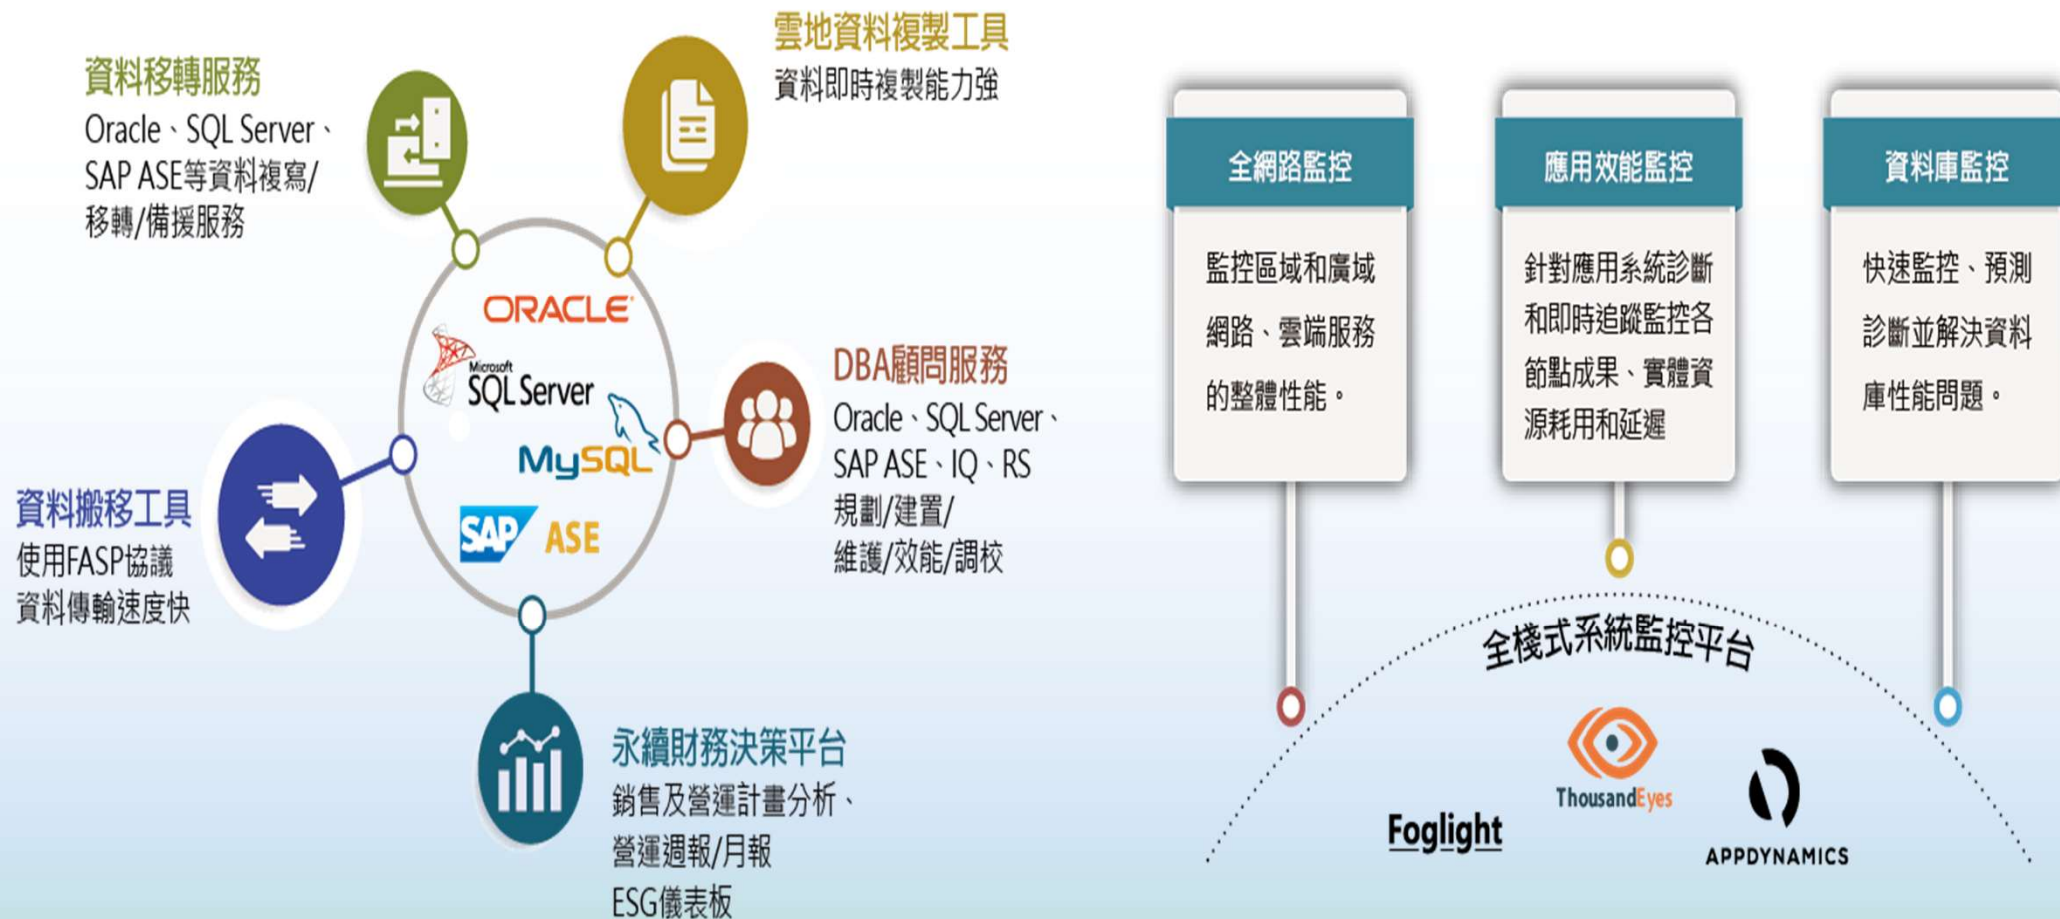 資料移轉服務
Oracle、SQL Server、
SAP ASE等資料複寫/
移轉/備援服務
雲地資料複製工具
資料即時複製能力強
ORACLE
Microsoft
SQL Server
MySQL
SAP ASE
DBA顧問服務
Oracle、SQL Server、
SAP ASE、IQ、RS
規劃/建置/
維護/效能/調校
資料搬移工具
使用FASP協議
資料傳輸速度快
永續財務決策平台
銷售及營運計畫分析、
營運週報/月報
ESG儀表板
全網路監控
監控區域和廣域
網路、雲端服務
的整體性能。
應用效能監控
針對應用系統診斷
和即時追蹤監控各
節點成果、實體資
源耗用和延遲
資料庫監控
快速監控、預測
診斷並解決資料
庫性能問題。
全棧式系統監控平台
Foglight
ThousandEyes
APPDYNAMICS